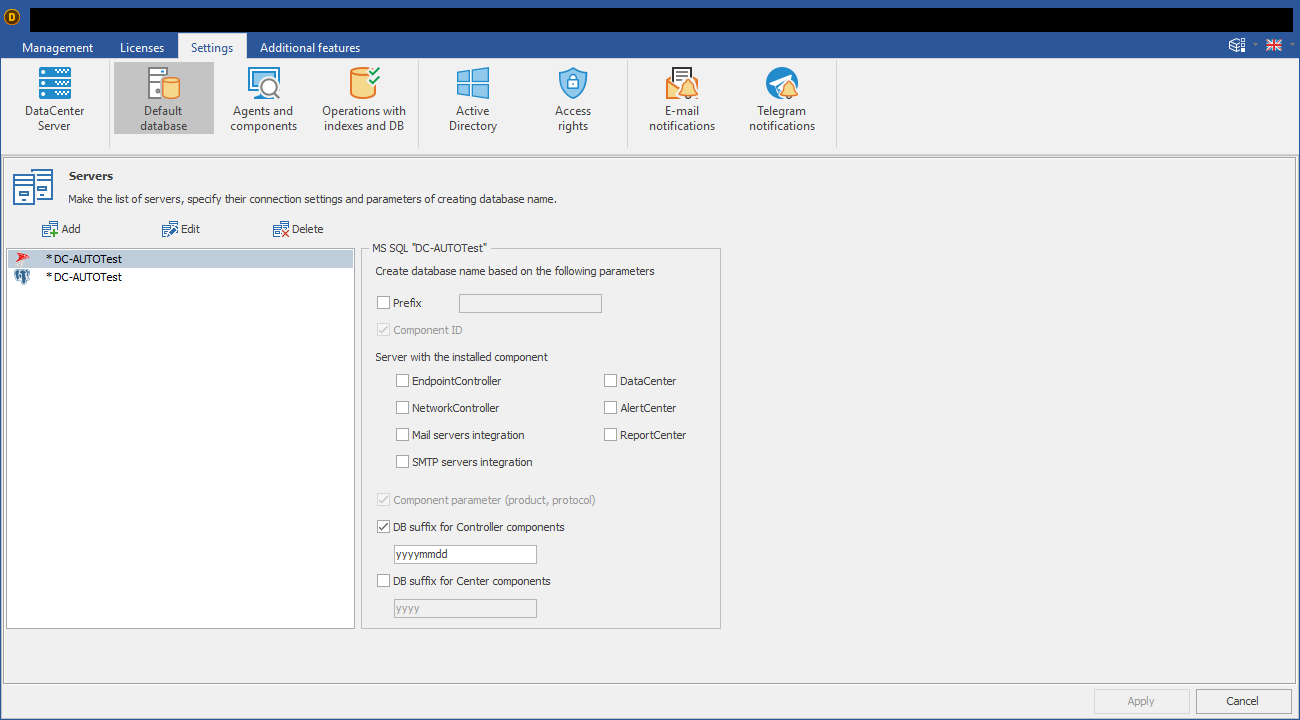 D
Management Licenses Settings Additional features
DataCenter Default Agents and Operations with Active Access E-mail Telegram
Server database components indexes and DB Directory rights notifications notifications
Servers
Make the list of servers, specify their connection settings and parameters of creating database name.
Add Edit Delete
* DC-AUTOTest
* DC-AUTOTest
MS SQL "DC-AUTOTest"
Create database name based on the following parameters
Prefix
Component ID
Server with the installed component
EndpointController DataCenter
NetworkController AlertCenter
Mail servers integration ReportCenter
SMTP servers integration
Component parameter (product, protocol)
DB suffix for Controller components
yyyymmdd
DB suffix for Center components
yyyy
Apply Cancel